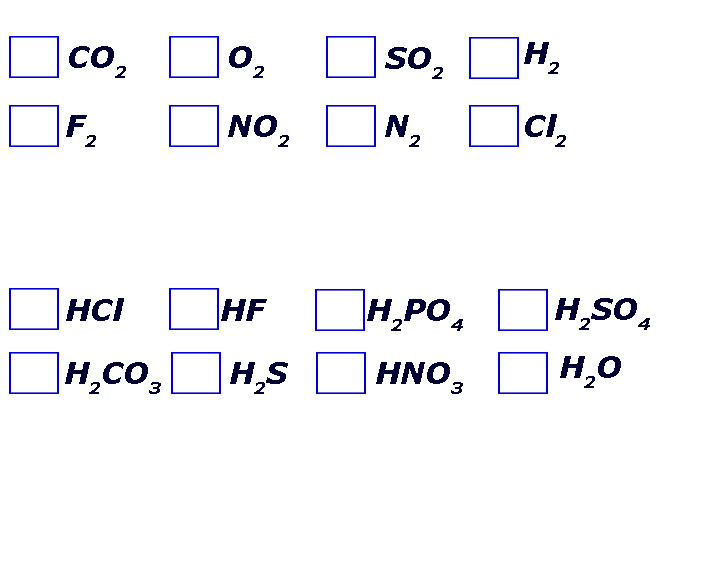 CO₂ O₂ SO₂ H₂
F₂ NO₂ N₂ Cl₂
HCl HF H₂PO₄ H₂SO₄
H₂CO₃ H₂S HNO₃ H₂O